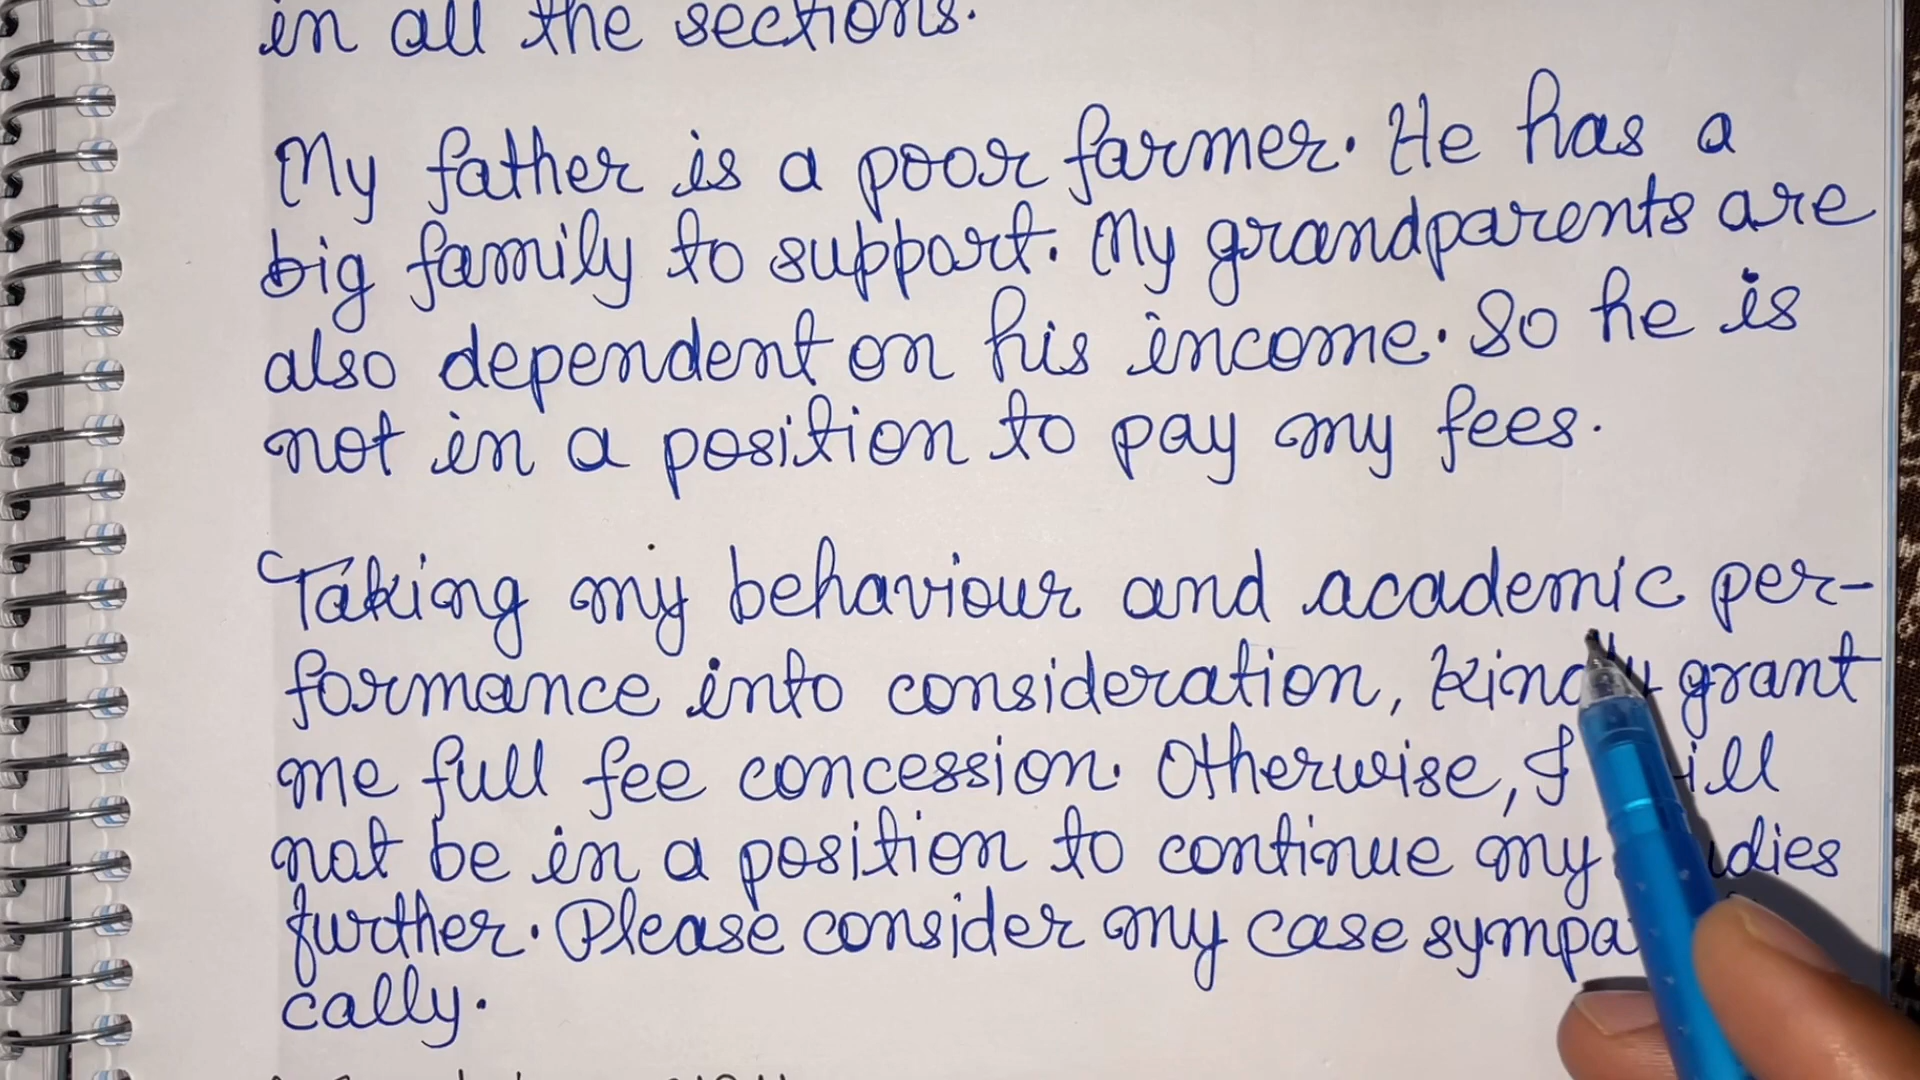 in all the sections.
My father is a poor farmer. He has a
big family to support. My grandparents are
also dependent on his income. So he is
not in a position to pay my fees.
Taking my behaviour and academic per-
formance into consideration, kindly grant
me full fee concession. Otherwise, I will
not be in a position to continue my studies
further. Please consider my case
cally.